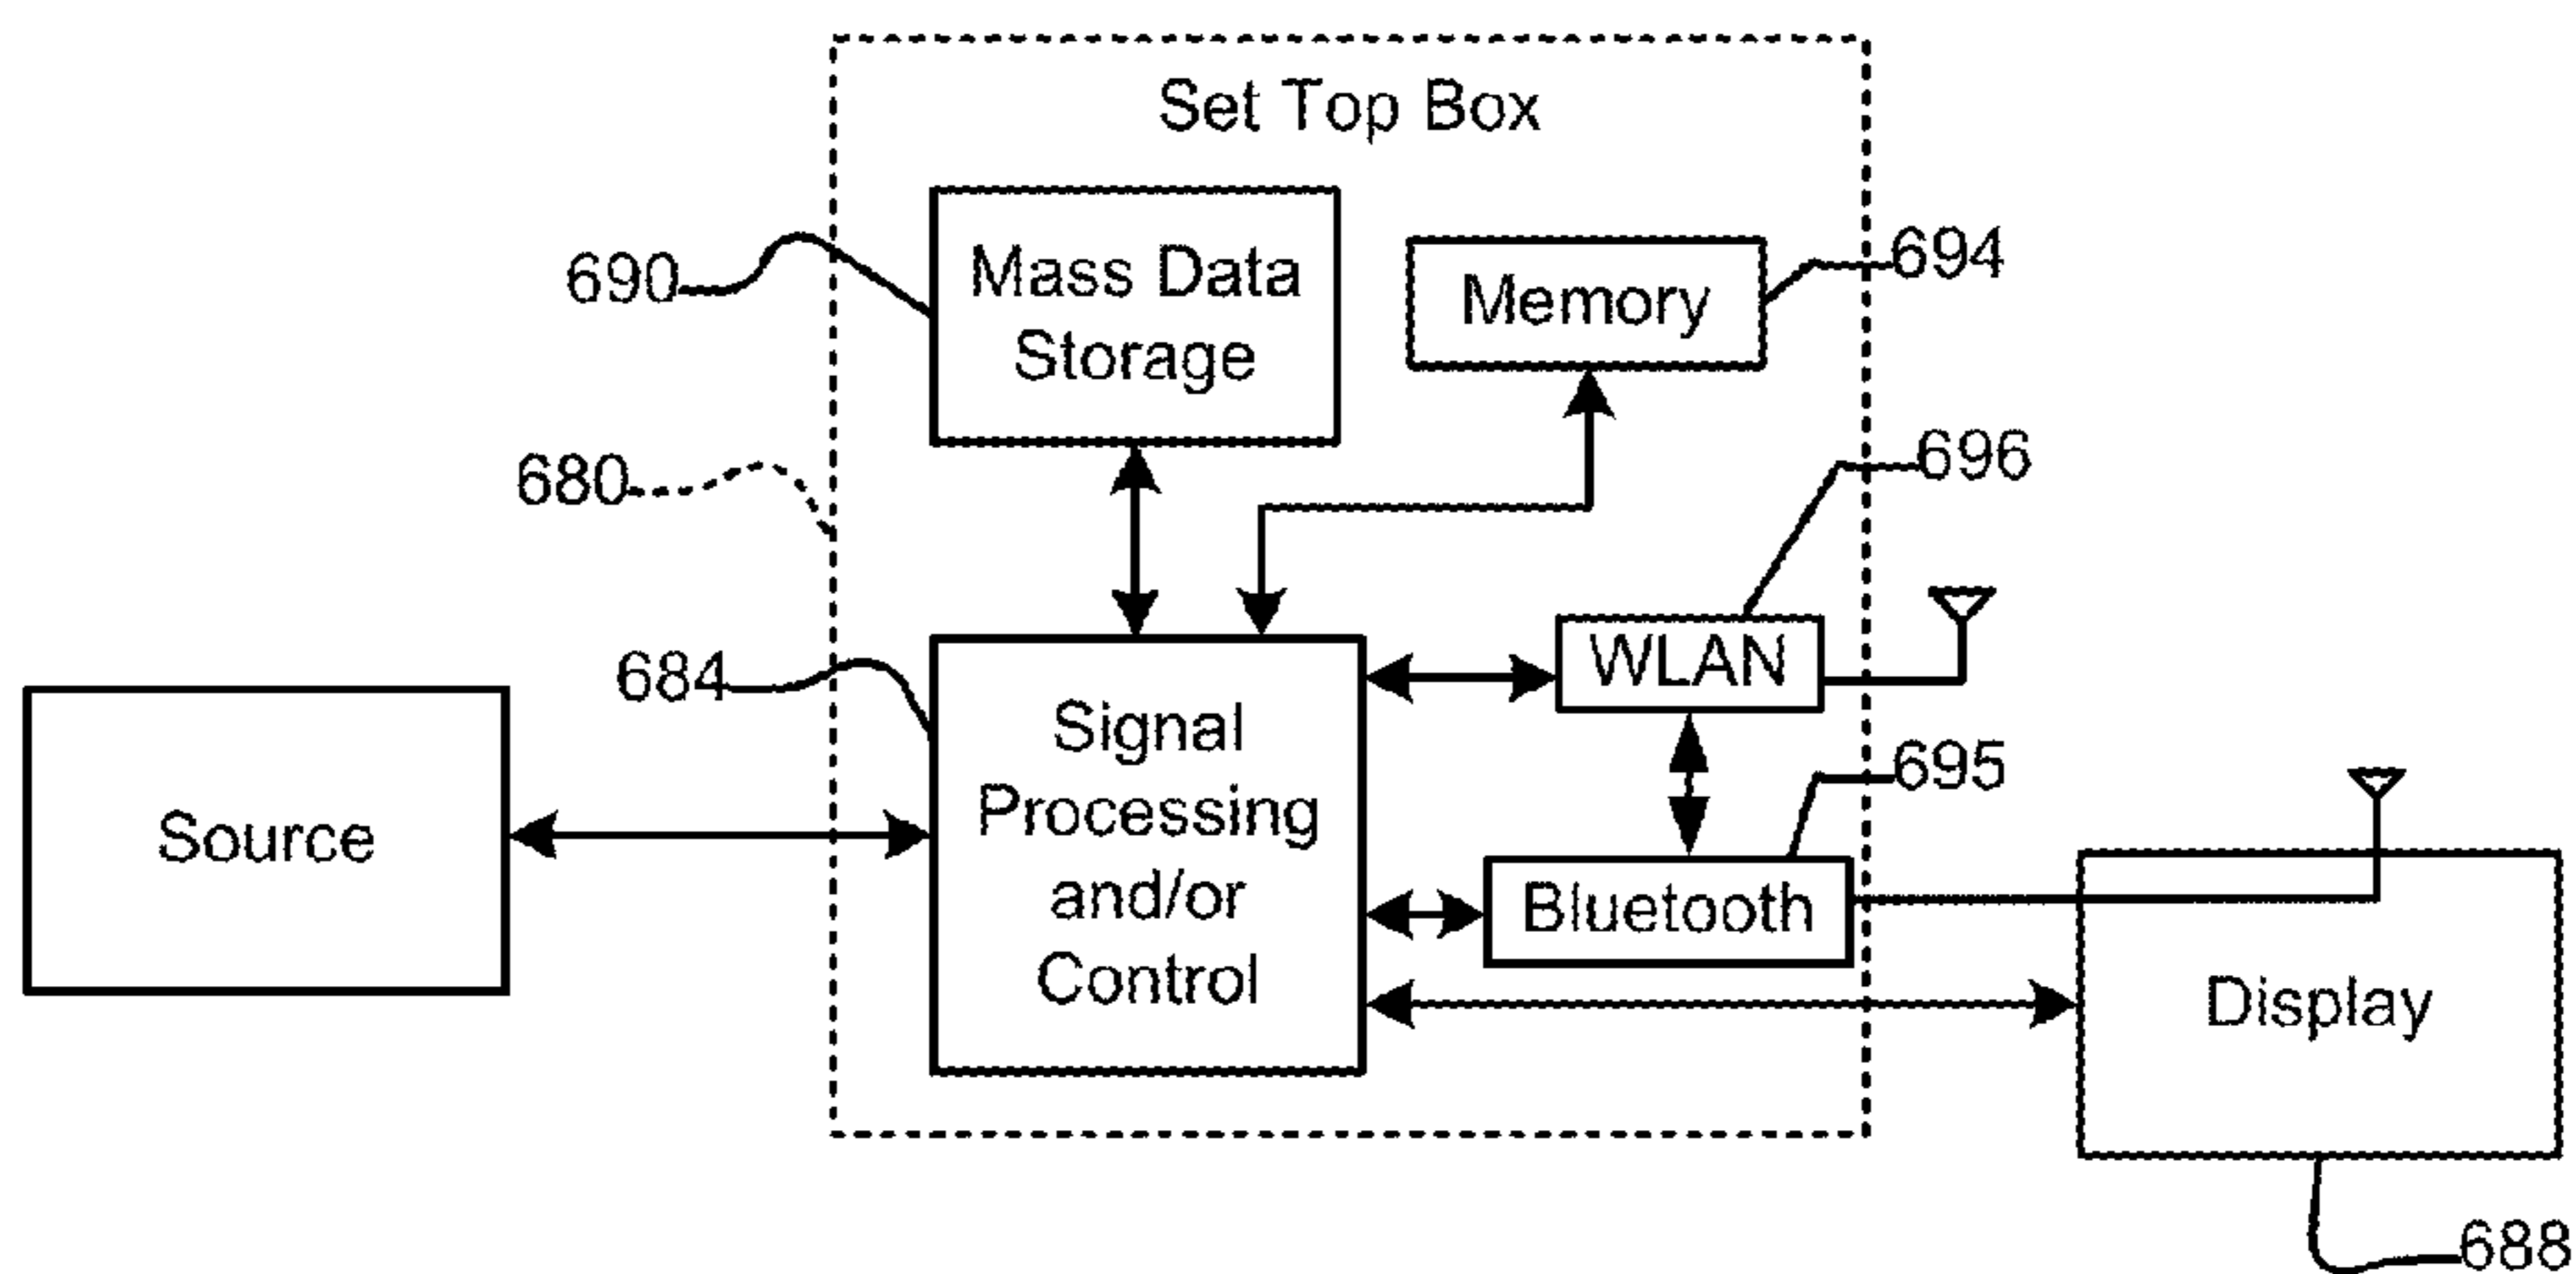 Set Top Box
690
Mass Data
Storage
Memory
694
680
696
684
WLAN
Signal
Processing
and/or
Control
695
Source
Bluetooth
Display
688